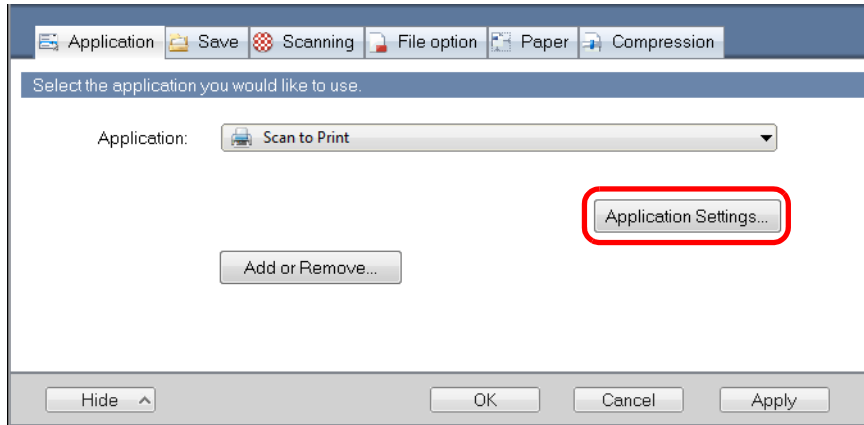 Application Save Scanning File option Paper Compression
Select the application you would like to use.
Application: Scan to Print
Application Settings...
Add or Remove...
Hide OK Cancel Apply